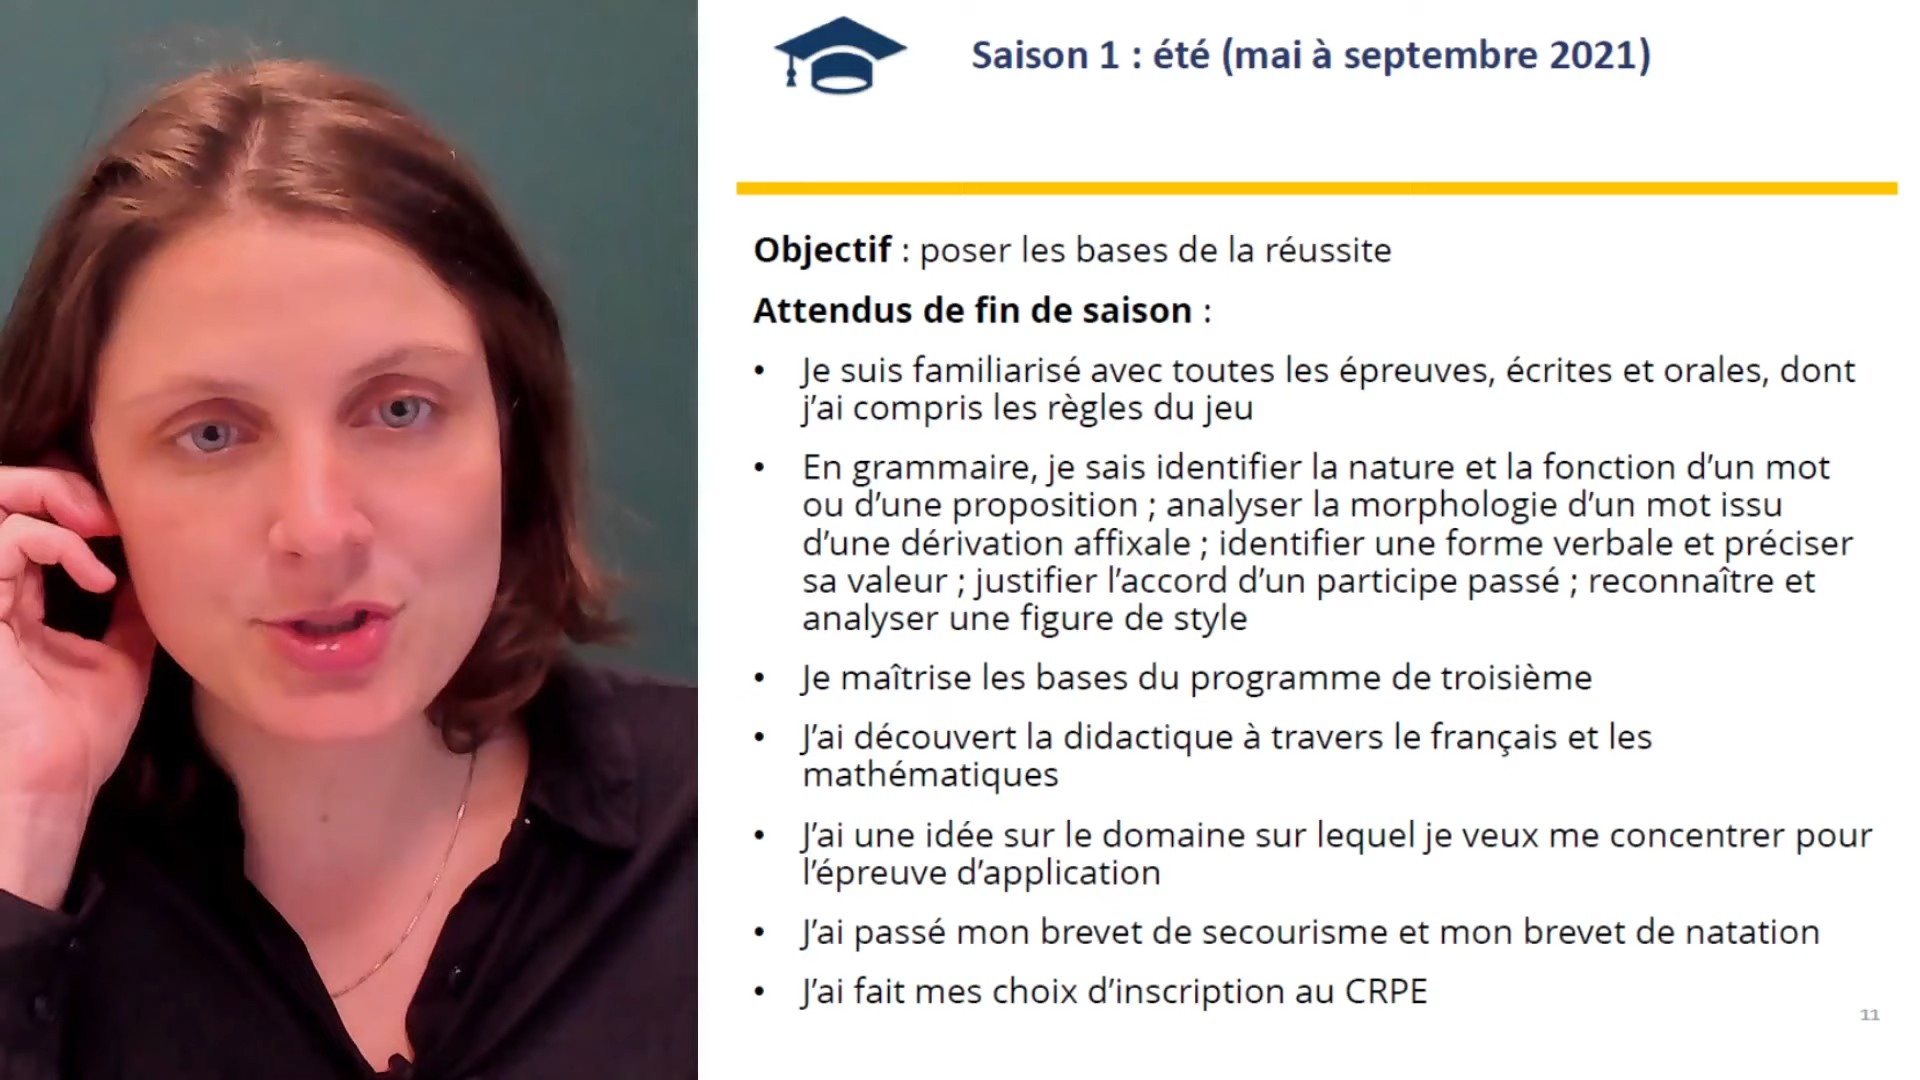 Saison 1 : été (mai à septembre 2021)
Objectif : poser les bases de la réussite
Attendus de fin de saison :
• Je suis familiarisé avec toutes les épreuves, écrites et orales, dont
j’ai compris les règles du jeu
• En grammaire, je sais identifier la nature et la fonction d’un mot
ou d’une proposition ; analyser la morphologie d’un mot issu
d’une dérivation affixale ; identifier une forme verbale et préciser
sa valeur ; justifier l’accord d’un participe passé ; reconnaître et
analyser une figure de style
• Je maîtrise les bases du programme de troisième
• J’ai découvert la didactique à travers le français et les
mathématiques
• J’ai une idée sur le domaine sur lequel je veux me concentrer pour
l’épreuve d’application
• J’ai passé mon brevet de secourisme et mon brevet de natation
• J’ai fait mes choix d’inscription au CRPE
11